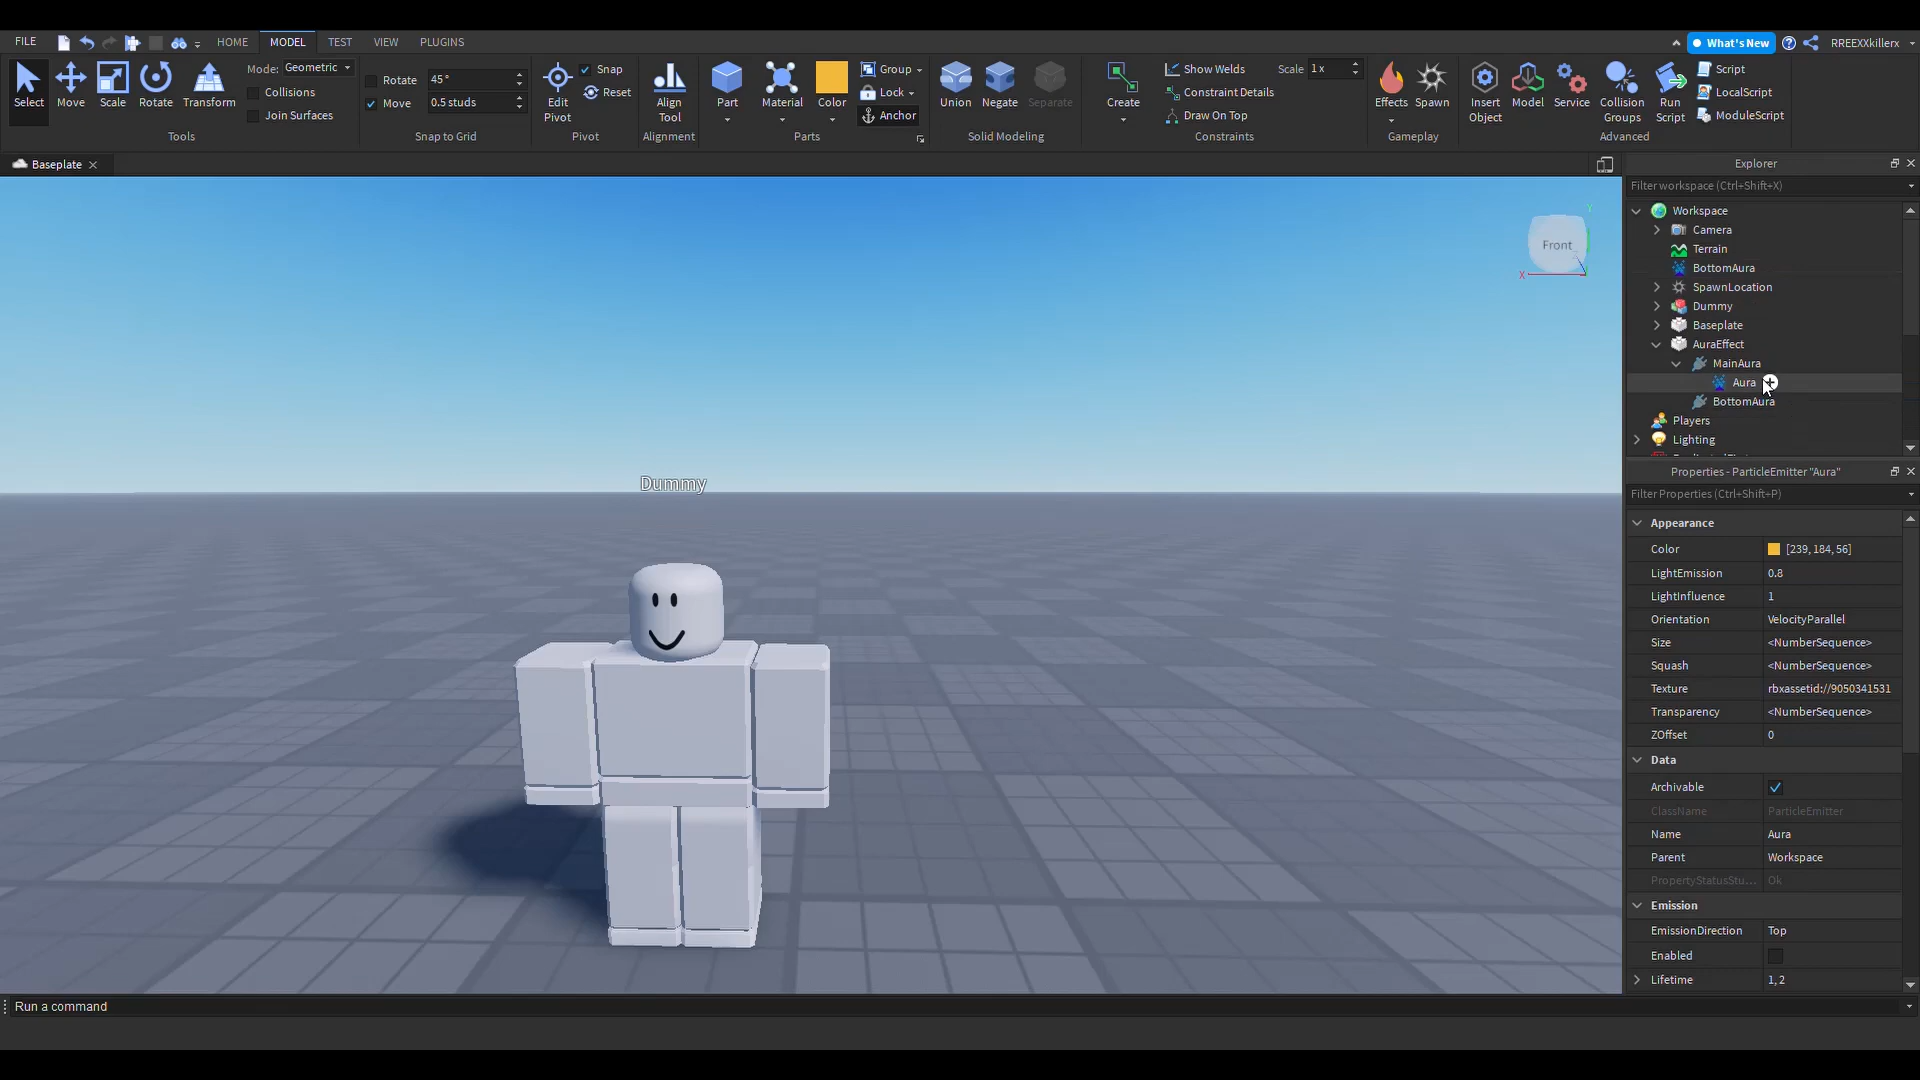 FILE HOME MODEL TEST VIEW PLUGINS What's New RREEXXkillerx
Mode: Geometric Rotate 45° Snap Group Show Welds Scale 1 x Script
Collisions Move 0.5 studs Reset Lock Constraint Details LocalScript
Join Surfaces Anchor Draw On Top ModuleScript
Select Move Scale Rotate Transform Edit Pivot Align Tool Part Material Color Union Negate Separate Create Effects Spawn Insert Object Model Service Collision Groups Run Script
Tools Snap to Grid Pivot Alignment Parts Solid Modeling Constraints Gameplay Advanced
Baseplate
Explorer
Filter workspace (Ctrl+Shift+X)
Workspace
Camera
Terrain
BottomAura
SpawnLocation
Dummy
Baseplate
AuraEffect
MainAura
Aura
BottomAura
Players
Lighting
Front
X
Y
Dummy
Properties - ParticleEmitter "Aura"
Filter Properties (Ctrl+Shift+P)
Appearance
Color [239, 184, 56]
LightEmission 0.8
LightInfluence 1
Orientation VelocityParallel
Size <NumberSequence>
Squash <NumberSequence>
Texture rbxassetid://9050341531
Transparency <NumberSequence>
ZOffset 0
Data
Archivable
ClassName ParticleEmitter
Name Aura
Parent Workspace
PropertyStatusStu... Ok
Emission
EmissionDirection Top
Enabled
Lifetime 1, 2
Run a command